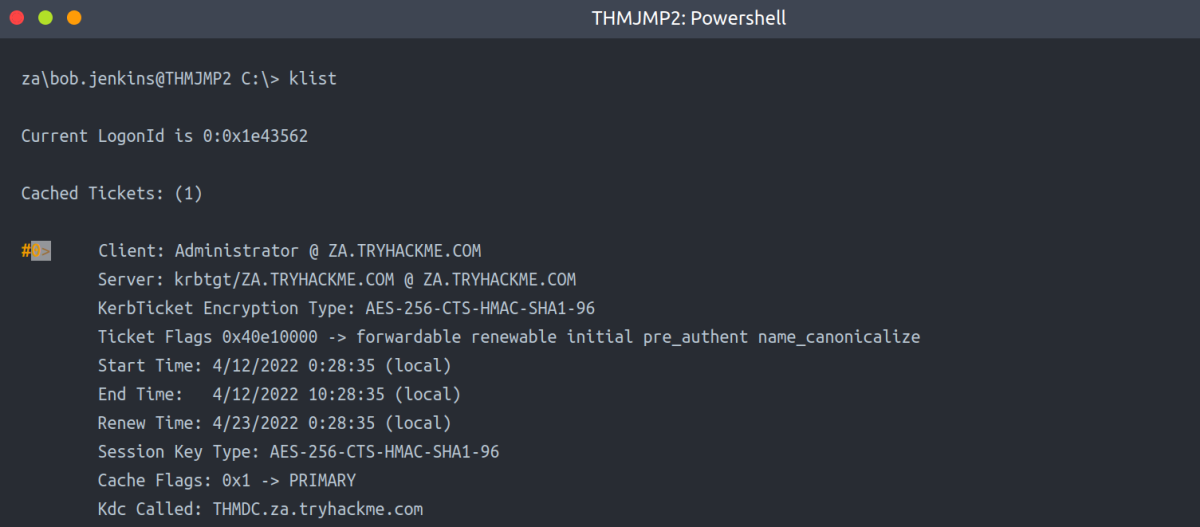 THMJMP2: Powershell
za\bob.jenkins@THMJMP2 C:\> klist
Current LogonId is 0:0x1e43562
Cached Tickets: (1)
#0>     Client: Administrator @ ZA.TRYHACKME.COM
        Server: krbtgt/ZA.TRYHACKME.COM @ ZA.TRYHACKME.COM
        KerbTicket Encryption Type: AES-256-CTS-HMAC-SHA1-96
        Ticket Flags 0x40e10000 -> forwardable renewable initial pre_authent name_canonicalize
        Start Time: 4/12/2022 0:28:35 (local)
        End Time:   4/12/2022 10:28:35 (local)
        Renew Time: 4/23/2022 0:28:35 (local)
        Session Key Type: AES-256-CTS-HMAC-SHA1-96
        Cache Flags: 0x1 -> PRIMARY
        Kdc Called: THMDC.za.tryhackme.com